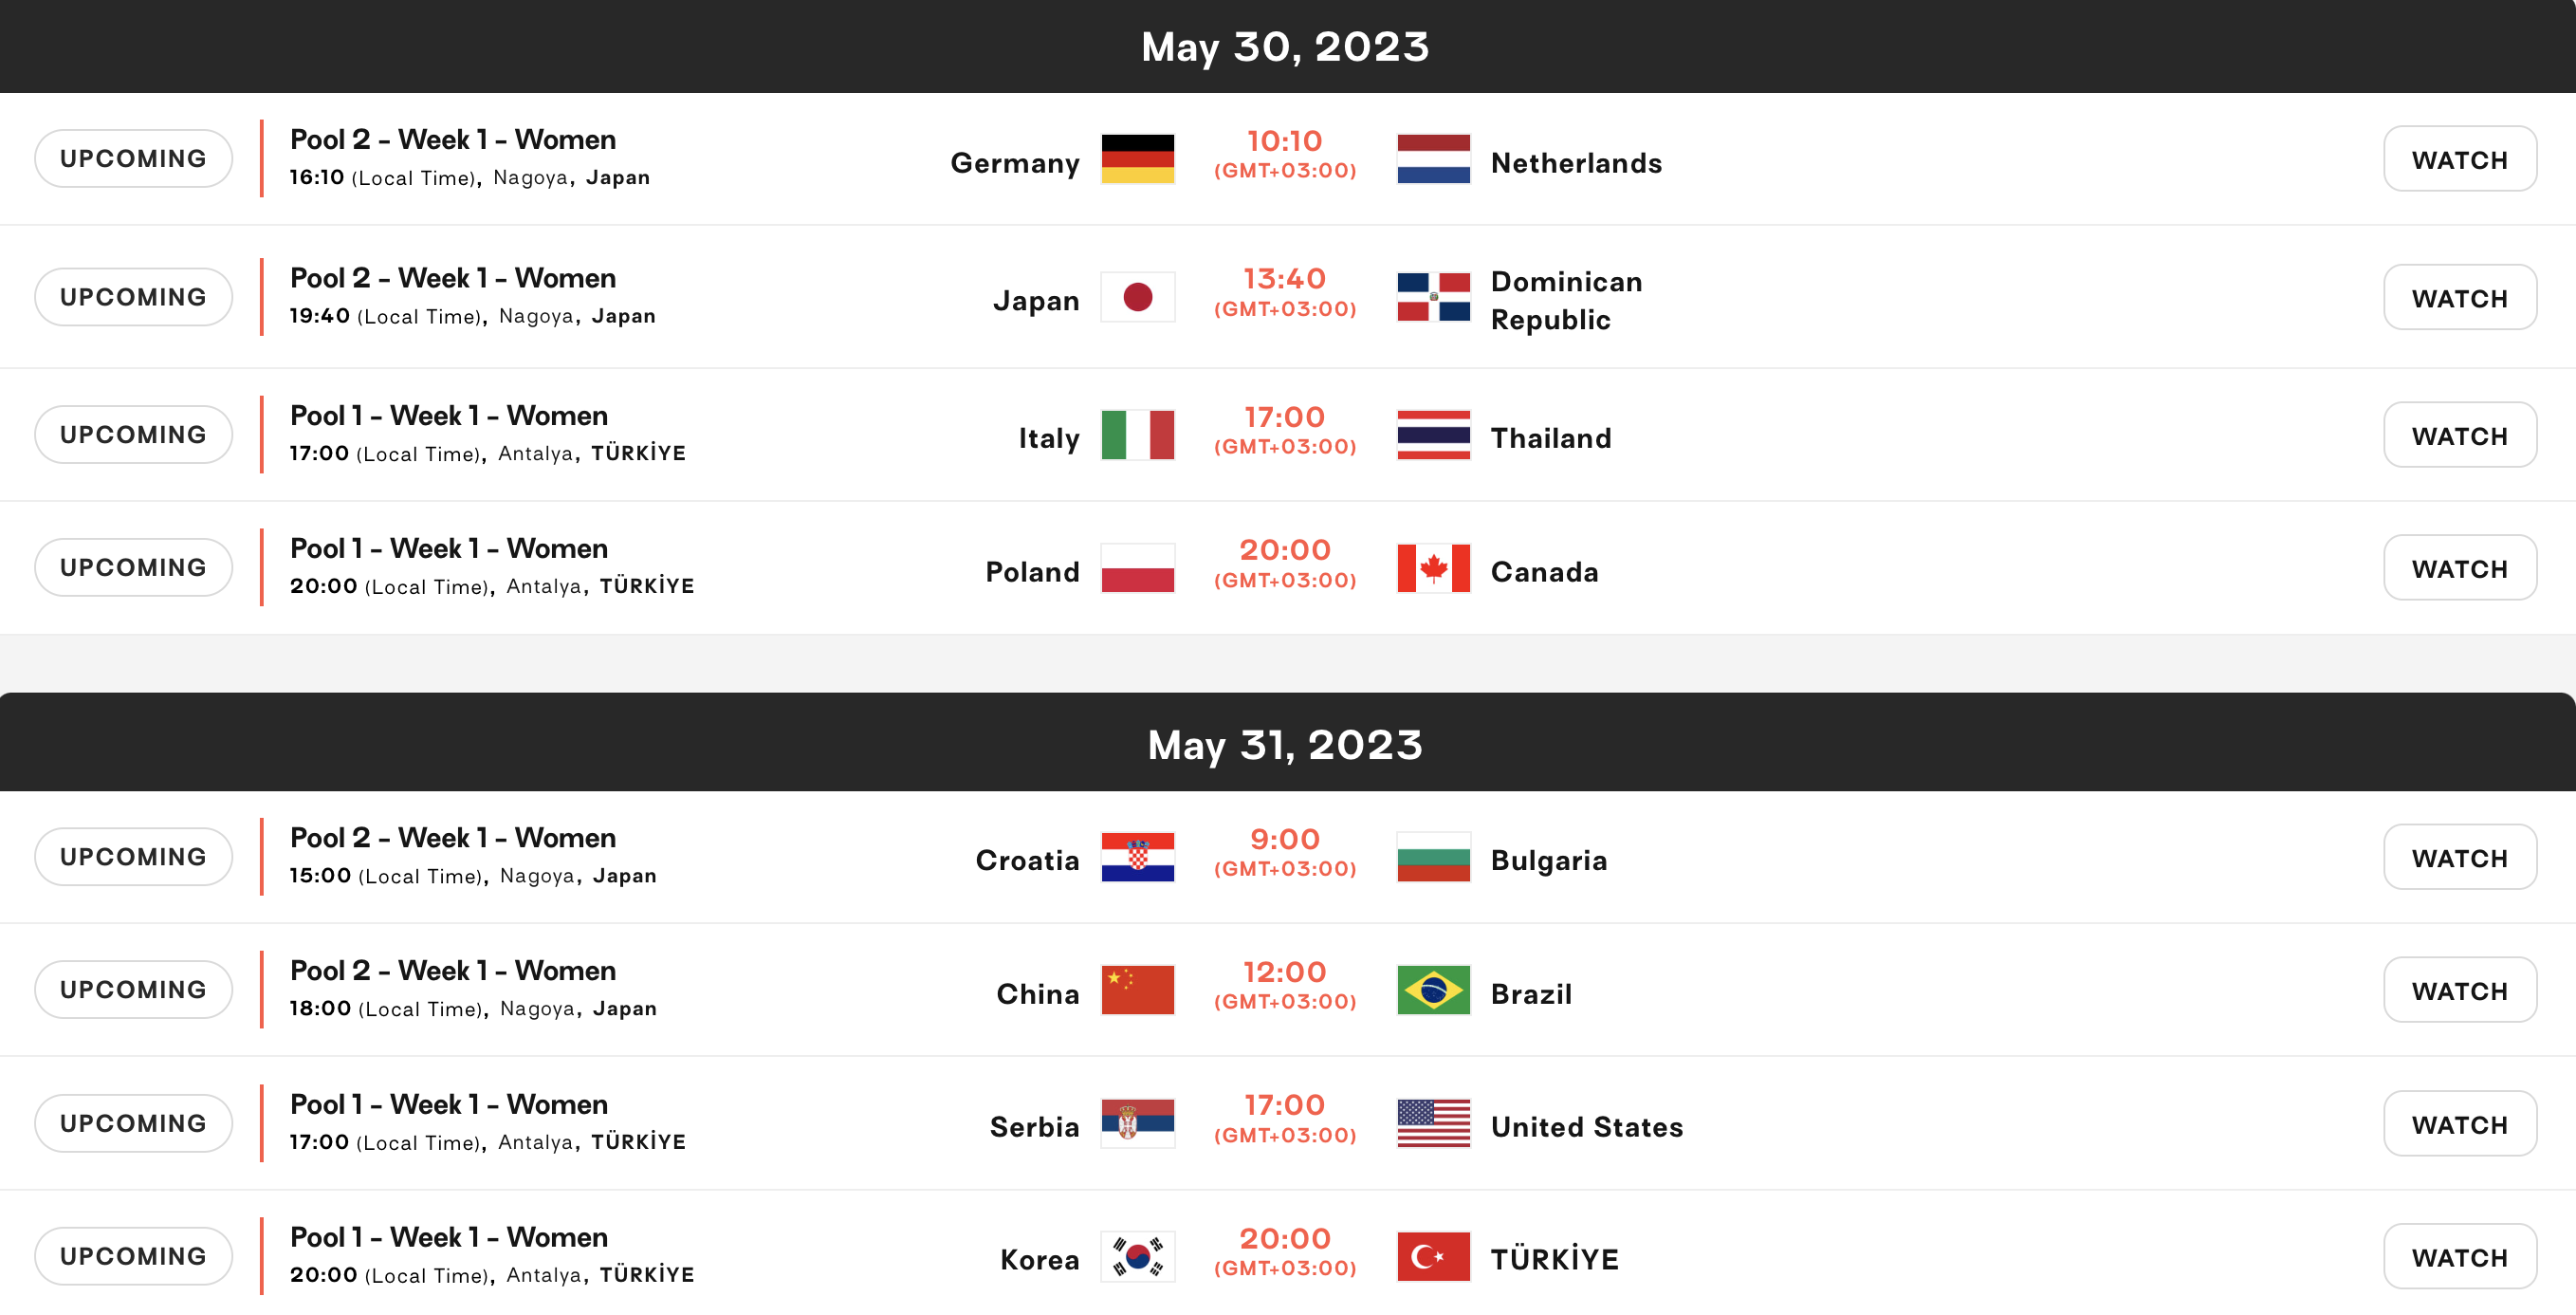 May 30, 2023
UPCOMING
Pool 2 - Week 1 - Women
16:10 (Local Time), Nagoya, Japan
Germany
10:10
(GMT+03:00)
Netherlands
WATCH
UPCOMING
Pool 2 - Week 1 - Women
19:40 (Local Time), Nagoya, Japan
Japan
13:40
(GMT+03:00)
Dominican
Republic
WATCH
UPCOMING
Pool 1 - Week 1 - Women
17:00 (Local Time), Antalya, TÜRKİYE
Italy
17:00
(GMT+03:00)
Thailand
WATCH
UPCOMING
Pool 1 - Week 1 - Women
20:00 (Local Time), Antalya, TÜRKİYE
Poland
20:00
(GMT+03:00)
Canada
WATCH
May 31, 2023
UPCOMING
Pool 2 - Week 1 - Women
15:00 (Local Time), Nagoya, Japan
Croatia
9:00
(GMT+03:00)
Bulgaria
WATCH
UPCOMING
Pool 2 - Week 1 - Women
18:00 (Local Time), Nagoya, Japan
China
12:00
(GMT+03:00)
Brazil
WATCH
UPCOMING
Pool 1 - Week 1 - Women
17:00 (Local Time), Antalya, TÜRKİYE
Serbia
17:00
(GMT+03:00)
United States
WATCH
UPCOMING
Pool 1 - Week 1 - Women
20:00 (Local Time), Antalya, TÜRKİYE
Korea
20:00
(GMT+03:00)
TÜRKİYE
WATCH